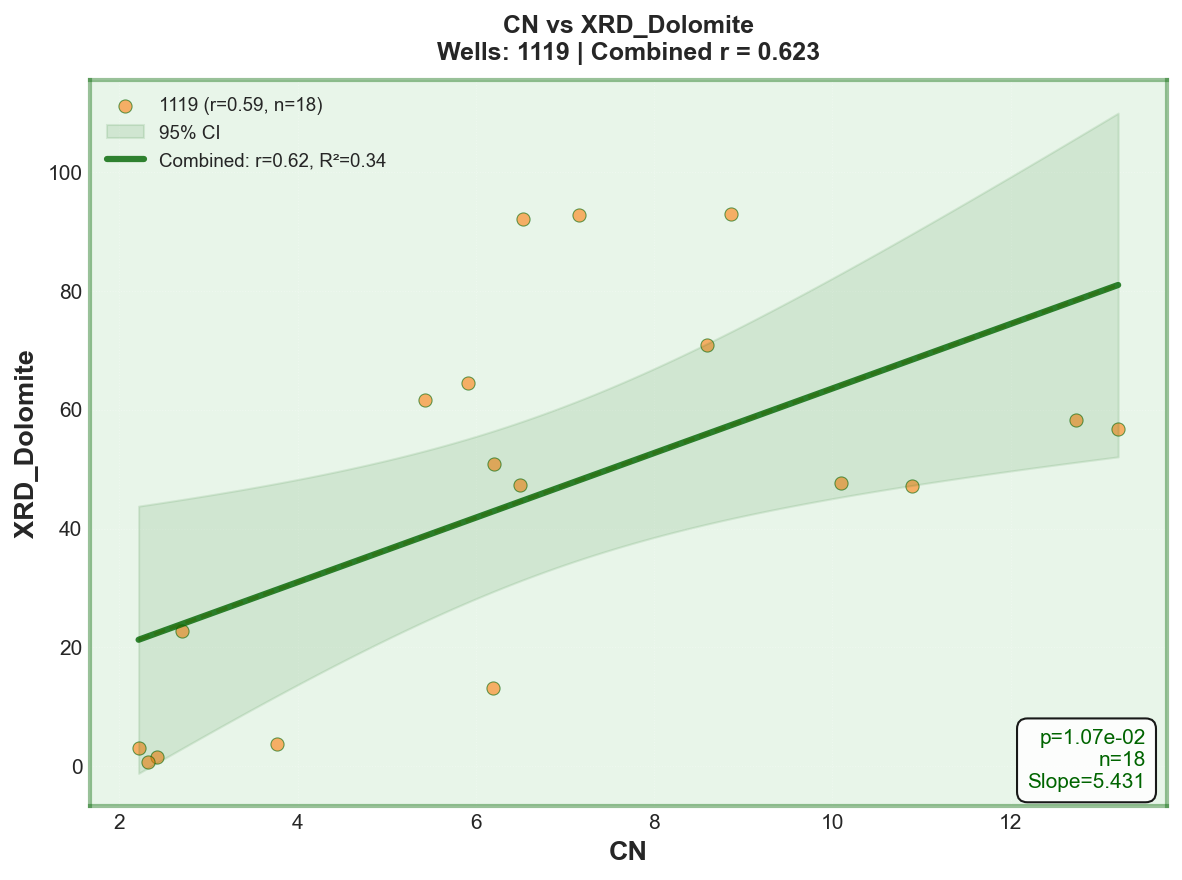 CN vs XRD_Dolomite
Wells: 1119 | Combined r = 0.623
1119 (r=0.59, n=18)
95% CI
Combined: r=0.62, R²=0.34
XRD_Dolomite
100
80
60
40
20
0
p=1.07e-02
n=18
Slope=5.431
2 4 6 8 10 12
CN